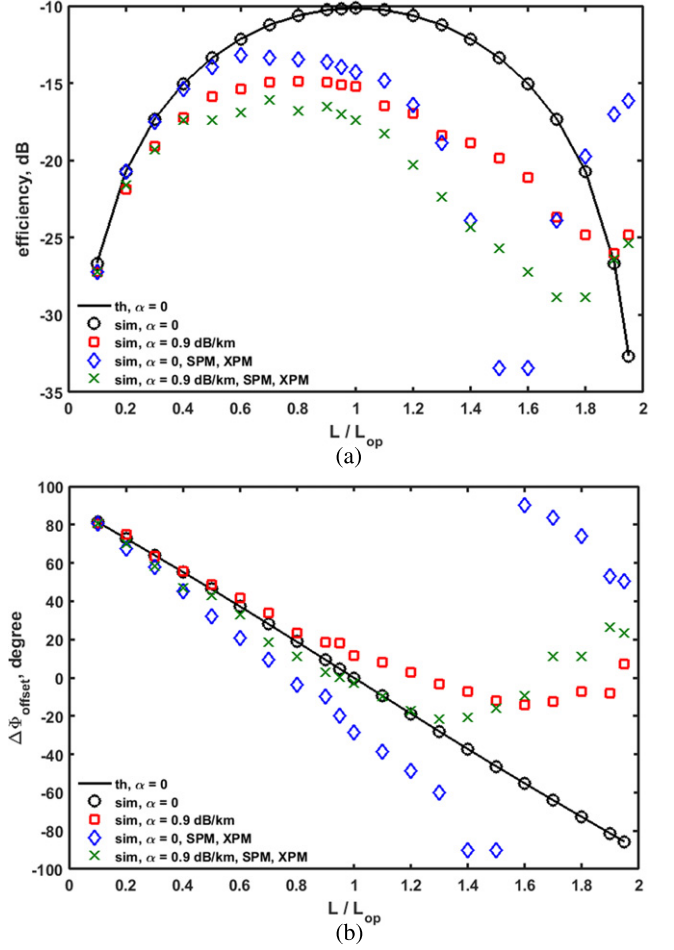 -10
-15
-20
-25
-30
-35
efficiency, dB
th, α = 0
sim, α = 0
sim, α = 0.9 dB/km
sim, α = 0, SPM, XPM
sim, α = 0.9 dB/km, SPM, XPM
0 0.2 0.4 0.6 0.8 1 1.2 1.4 1.6 1.8 2
L / Lop
(a)
100
80
60
40
20
0
-20
-40
-60
-80
-100
ΔΦoffset, degree
th, α = 0
sim, α = 0
sim, α = 0.9 dB/km
sim, α = 0, SPM, XPM
sim, α = 0.9 dB/km, SPM, XPM
0 0.2 0.4 0.6 0.8 1 1.2 1.4 1.6 1.8 2
L / Lop
(b)